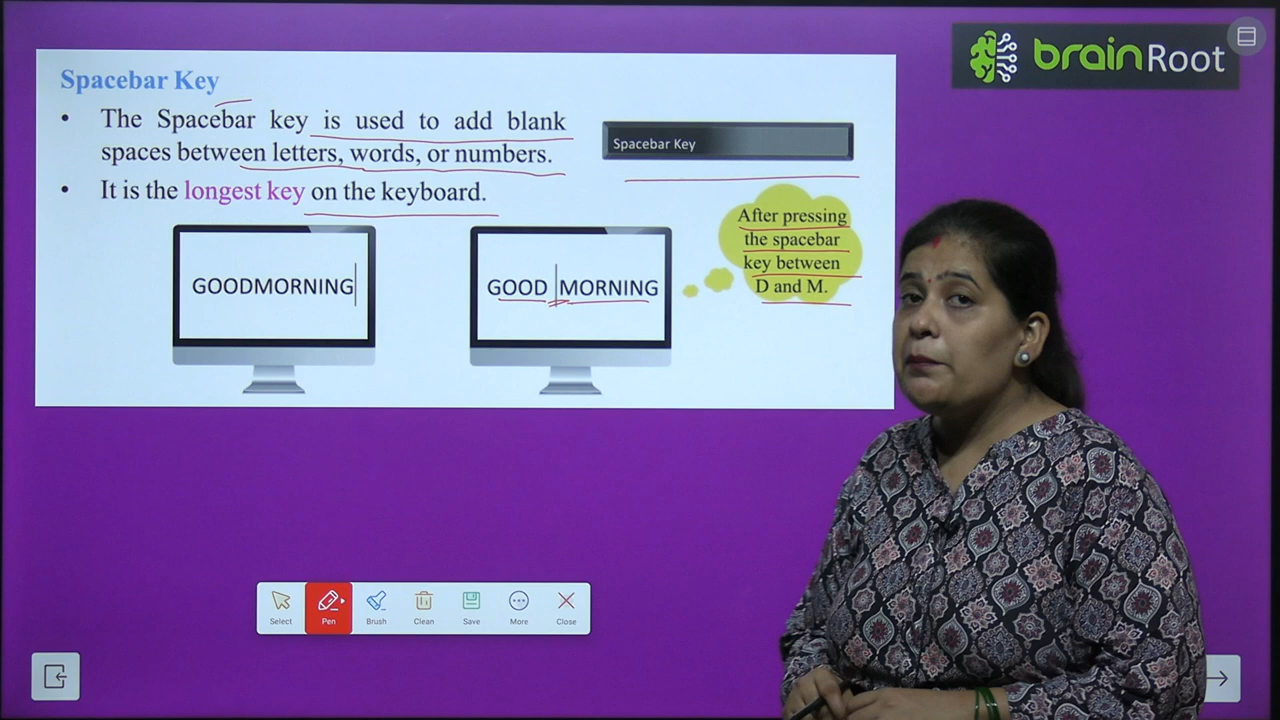 brainRoot
Spacebar Key
• The Spacebar key is used to add blank
spaces between letters, words, or numbers.
• It is the longest key on the keyboard.
Spacebar Key
After pressing
the spacebar
key between
D and M.
GOODMORNING
GOOD MORNING
Select
Pen
Brush
Clean
Save
More
Close